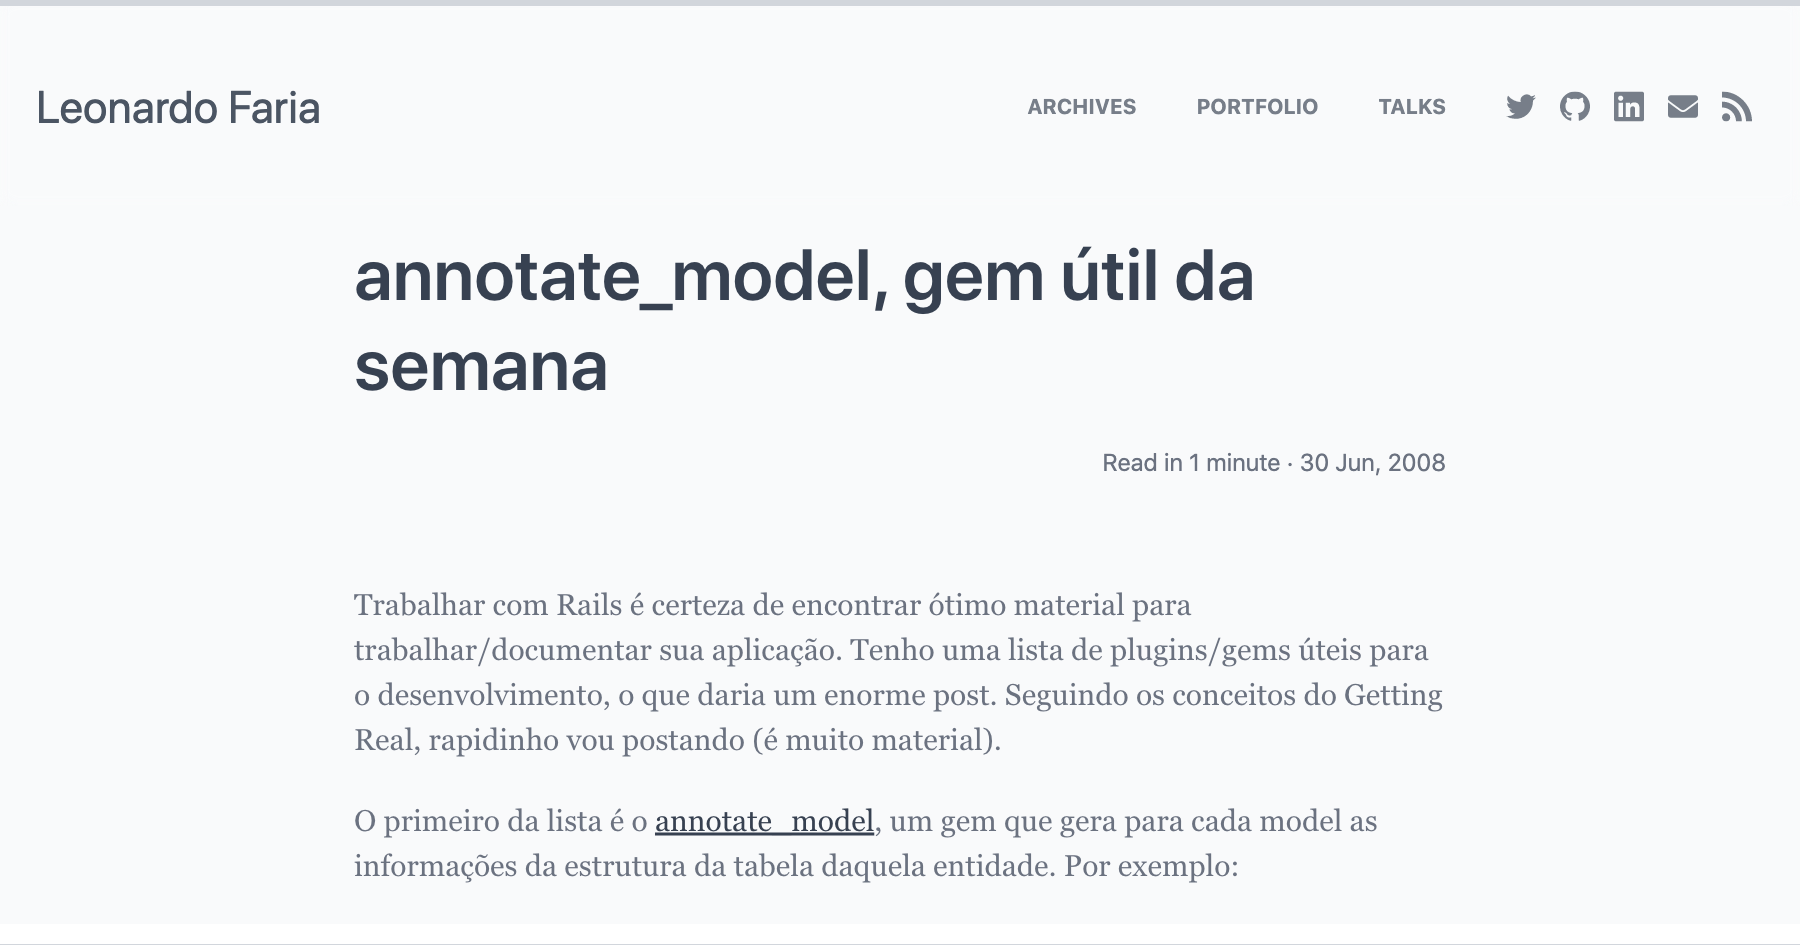 Leonardo Faria
ARCHIVES PORTFOLIO TALKS
annotate_model, gem útil da
semana
Read in 1 minute · 30 Jun, 2008
Trabalhar com Rails é certeza de encontrar ótimo material para
trabalhar/documentar sua aplicação. Tenho uma lista de plugins/gems úteis para
o desenvolvimento, o que daria um enorme post. Seguindo os conceitos do Getting
Real, rapidinho vou postando (é muito material).
O primeiro da lista é o annotate_model, um gem que gera para cada model as
informações da estrutura da tabela daquela entidade. Por exemplo: